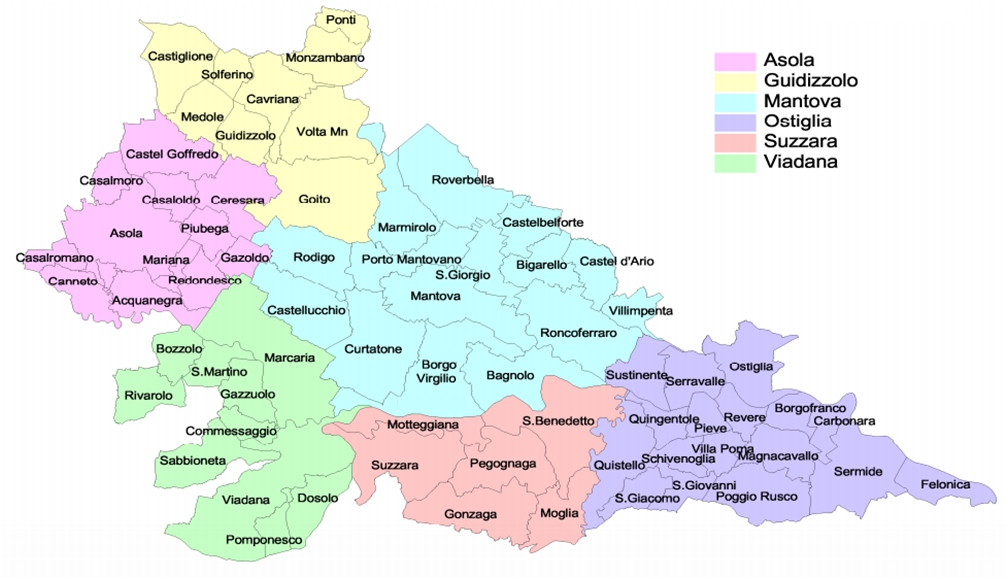 Ponti
Castiglione
Monzambano
Solferino
Cavriana
Medole
Guidizzolo
Volta Mn
Castel Goffredo
Casalmoro
Casaloldo
Ceresara
Goito
Asola
Piubega
Casalromano
Mariana
Gazoldo
Canneto
Redondesco
Acquanegra
Roverbella
Marmirolo
Castelbelforte
Rodigo
Porto Mantovano
S.Giorgio
Bigarello
Castel d'Ario
Mantova
Castellucchio
Villimpenta
Roncoferraro
Curtatone
Borgo
Virgilio
Bagnolo
Bozzolo
Marcaria
S.Martino
Rivarolo
Gazzuolo
Commessaggio
Sabbioneta
Viadana
Dosolo
Pomponesco
Motteggiana
S.Benedetto
Suzzara
Pegognaga
Gonzaga
Moglia
Sustinente
Serravalle
Ostiglia
Quingentole
Pieve
Revere
Borgofranco
Carbonara
Villa Poma
Quistello
Schivenoglia
Magnacavallo
Sermide
Felonica
S.Giovanni
S.Giacomo
Poggio Rusco
Asola
Guidizzolo
Mantova
Ostiglia
Suzzara
Viadana